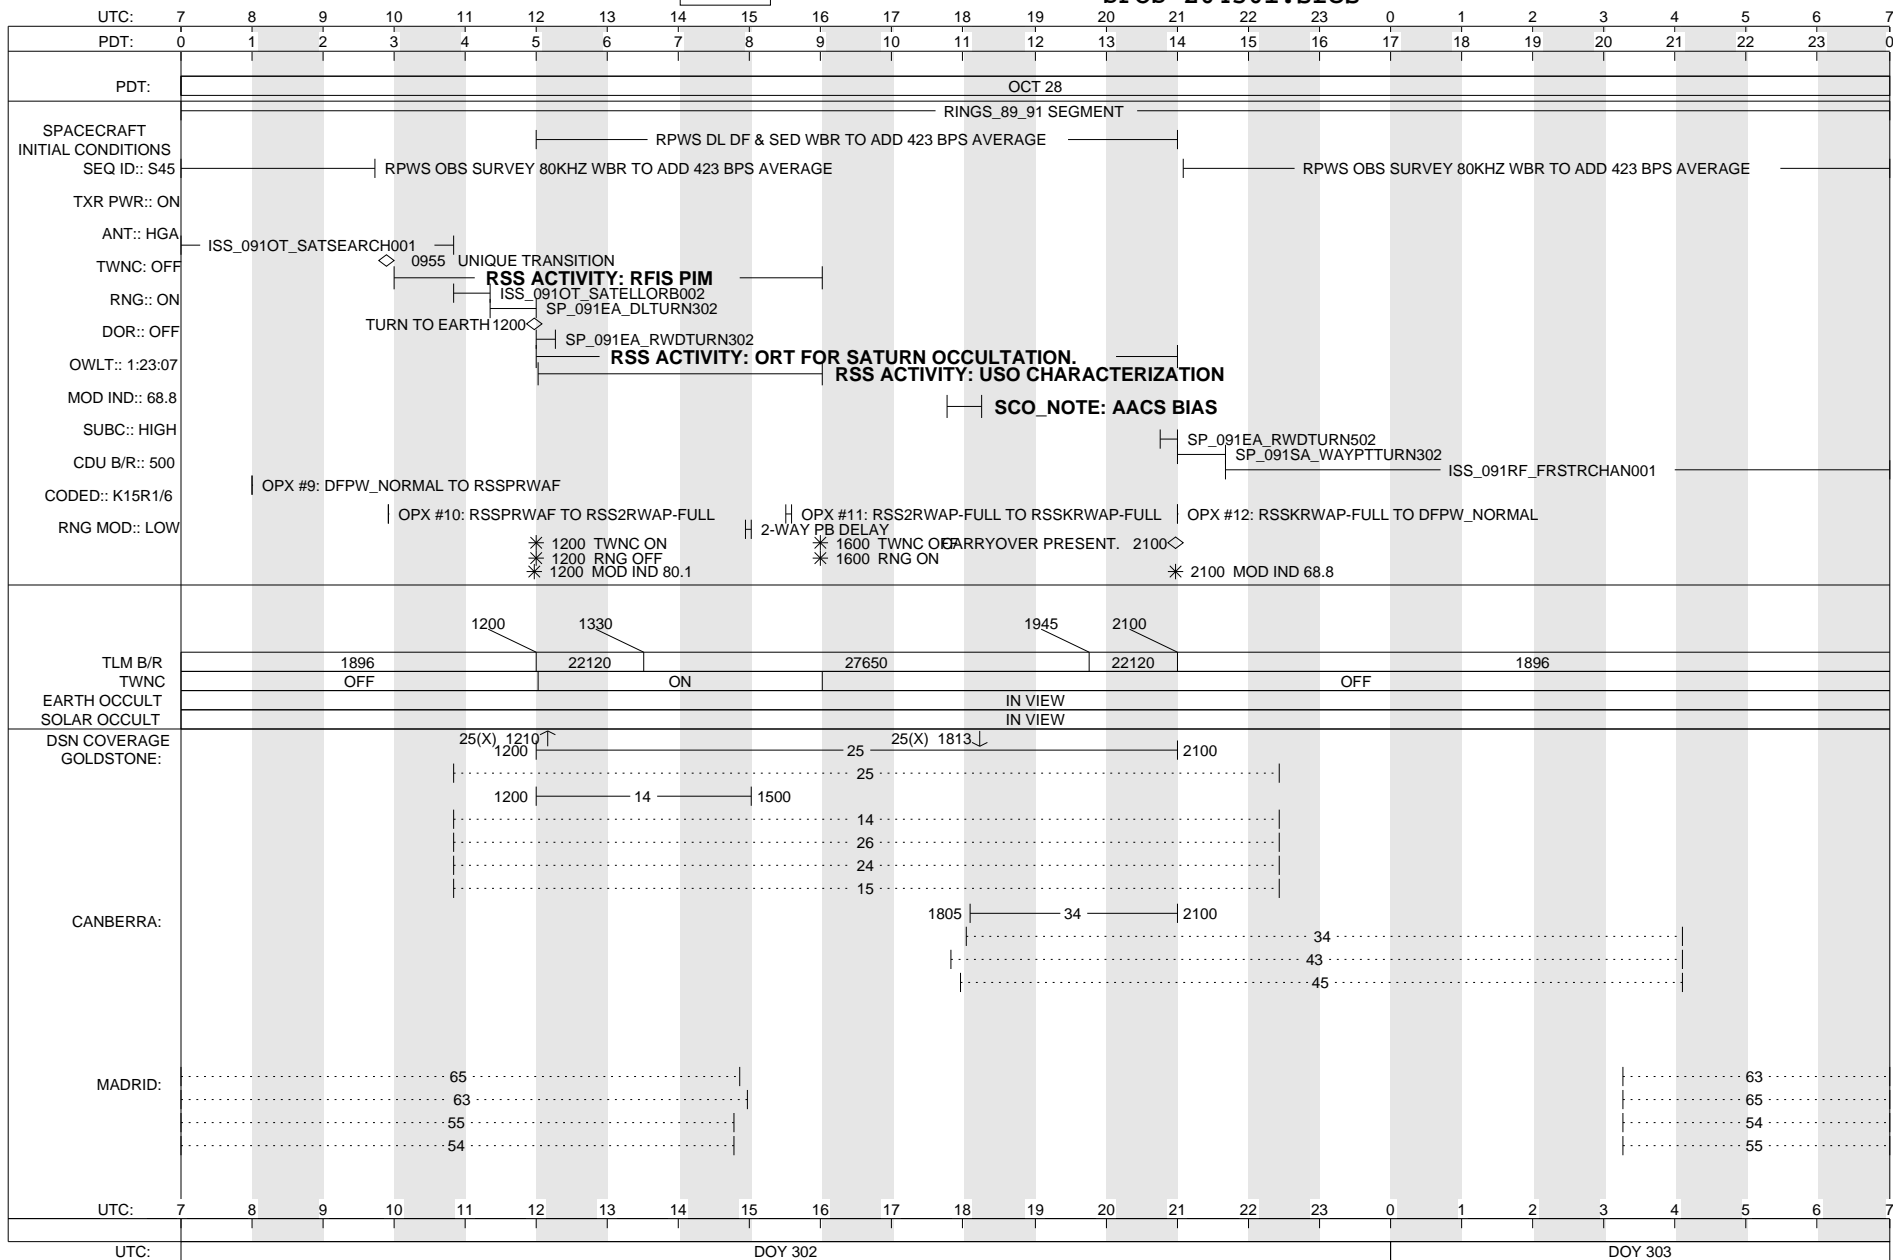 UTC: 7 8 9 10 11 12 13 14 15 16 17 18 19 20 21 22 23 0 1 2 3 4 5 6 7
PDT: 0 1 2 3 4 5 6 7 8 9 10 11 12 13 14 15 16 17 18 19 20 21 22 23 0
PDT: OCT 28
RINGS_89_91 SEGMENT
SPACECRAFT
INITIAL CONDITIONS
RPWS DL DF & SED WBR TO ADD 423 BPS AVERAGE
SEQ ID:: S45
RPWS OBS SURVEY 80KHZ WBR TO ADD 423 BPS AVERAGE
RPWS OBS SURVEY 80KHZ WBR TO ADD 423 BPS AVERAGE
TXR PWR:: ON
ANT:: HGA
ISS_091OT_SATSEARCH001
0955 UNIQUE TRANSITION
TWNC: OFF
RSS ACTIVITY: RFIS PIM
ISS_091OT_SATELLORB002
RNG:: ON
SP_091EA_DLTURN302
TURN TO EARTH 1200
DOR:: OFF
SP_091EA_RWDTURN302
RSS ACTIVITY: ORT FOR SATURN OCCULTATION.
OWLT:: 1:23:07
RSS ACTIVITY: USO CHARACTERIZATION
MOD IND:: 68.8
SCO_NOTE: AACS BIAS
SUBC:: HIGH
SP_091EA_RWDTURN502
SP_091SA_WAYPTTURN302
CDU B/R:: 500
ISS_091RF_FRSTRCHAN001
OPX #9: DFPW_NORMAL TO RSSPRWAF
CODED:: K15R1/6
OPX #10: RSSPRWAF TO RSS2RWAP-FULL
OPX #11: RSS2RWAP-FULL TO RSSKRWAP-FULL
OPX #12: RSSKRWAP-FULL TO DFPW_NORMAL
RNG MOD:: LOW
2-WAY PB DELAY
1200 TWNC ON
1600 TWNC OFF
CARRYOVER PRESENT. 2100
1200 RNG OFF
1600 RNG ON
1200 MOD IND 80.1
2100 MOD IND 68.8
1200 1330 1945 2100
TLM B/R 1896 22120 27650 22120 1896
TWNC OFF ON OFF
EARTH OCCULT IN VIEW
SOLAR OCCULT IN VIEW
DSN COVERAGE
25(X) 1210
25(X) 1813
GOLDSTONE:
1200 25 2100
25
1200 14 1500
14
26
24
15
CANBERRA:
1805 34 2100
34
43
45
MADRID:
65 63
63 65
55 54
54 55
UTC: 7 8 9 10 11 12 13 14 15 16 17 18 19 20 21 22 23 0 1 2 3 4 5 6 7
UTC: DOY 302 DOY 303